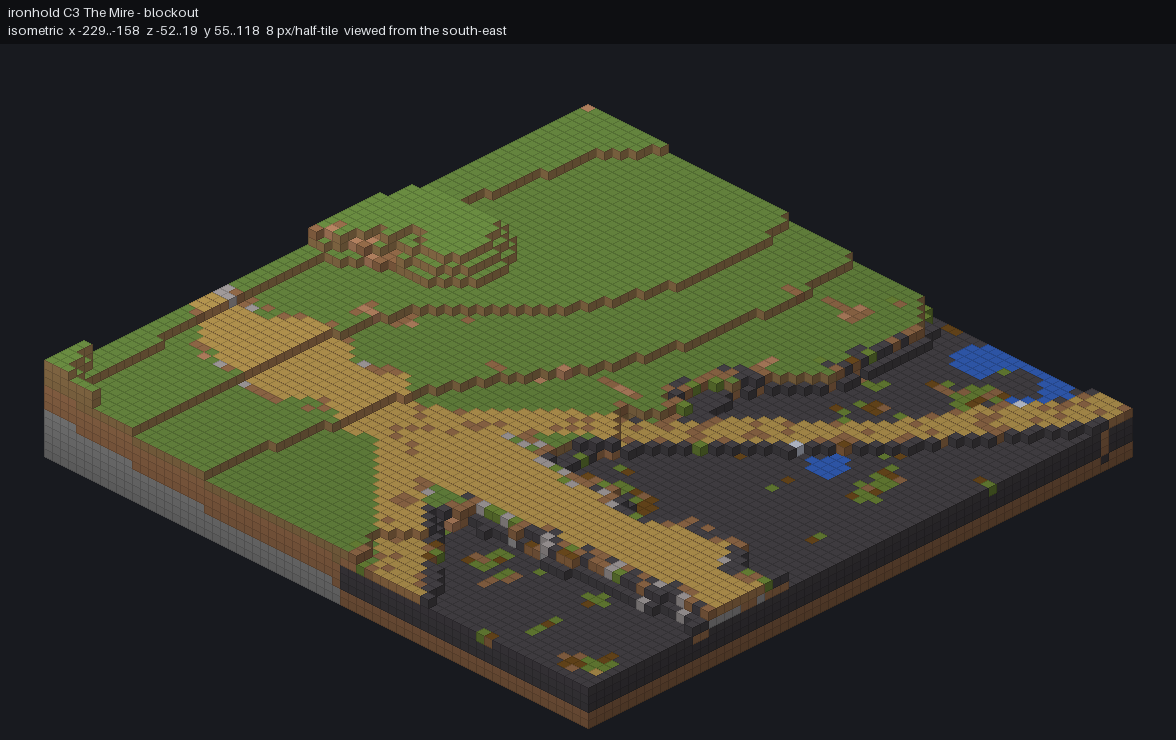 ironhold C3 The Mire - blockout
isometric x -229..-158 z -52..19 y 55..118 8 px/half-tile viewed from the south-east